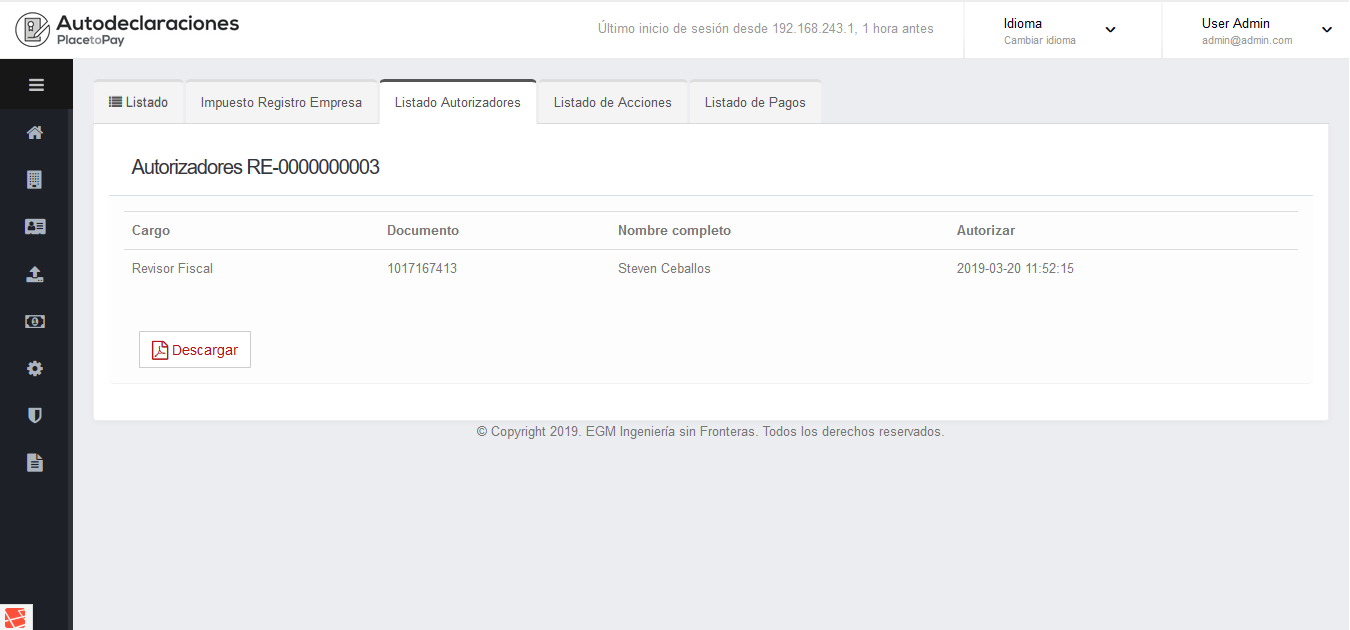 Autodeclaraciones
PlacetoPay
Último inicio de sesión desde 192.168.243.1, 1 hora antes
Idioma
Cambiar idioma
User Admin
admin@admin.com
Listado
Impuesto Registro Empresa
Listado Autorizadores
Listado de Acciones
Listado de Pagos
Autorizadores RE-0000000003
Cargo Documento Nombre completo Autorizar
Revisor Fiscal 1017167413 Steven Ceballos 2019-03-20 11:52:15
Descargar
© Copyright 2019. EGM Ingeniería sin Fronteras. Todos los derechos reservados.